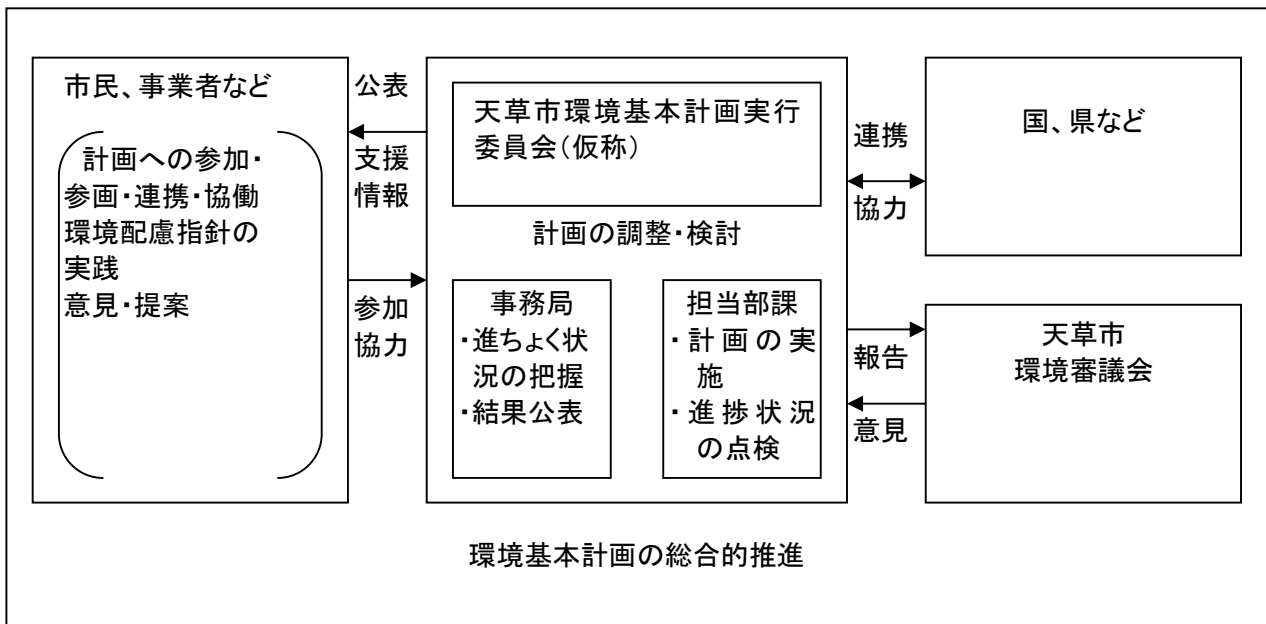 市民、事業者など
計画への参加・
参画・連携・協働
環境配慮指針の
実践
意見・提案
公表
支援
情報
参加
協力
天草市環境基本計画実行
委員会（仮称）
計画の調整・検討
事務局
・進ちょく状
況の把握
・結果公表
担当部課
・計画の実
施
・進捗状況
の点検
連携
協力
国、県など
報告
意見
天草市
環境審議会
環境基本計画の総合的推進